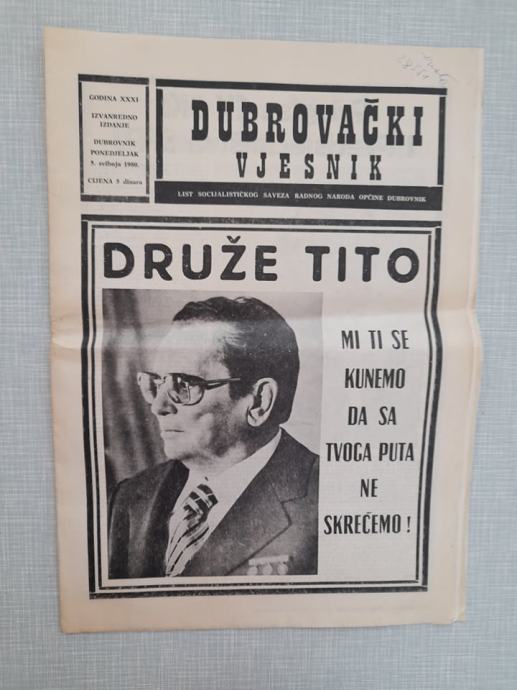 GODINA XXXI
IZVANREDNO
IZDANJE
DUBROVNIK
PONEDJELJAK
5. svibnja 1980.
CIJENA 5 dinara
DUBROVAČKI
VJESNIK
LIST SOCIJALISTIČKOG SAVEZA RADNOG NARODA OPĆINE DUBROVNIK
DRUŽE TITO
MI TI SE
KUNEMO
DA SA
TVOGA PUTA
NE
SKREĆEMO!